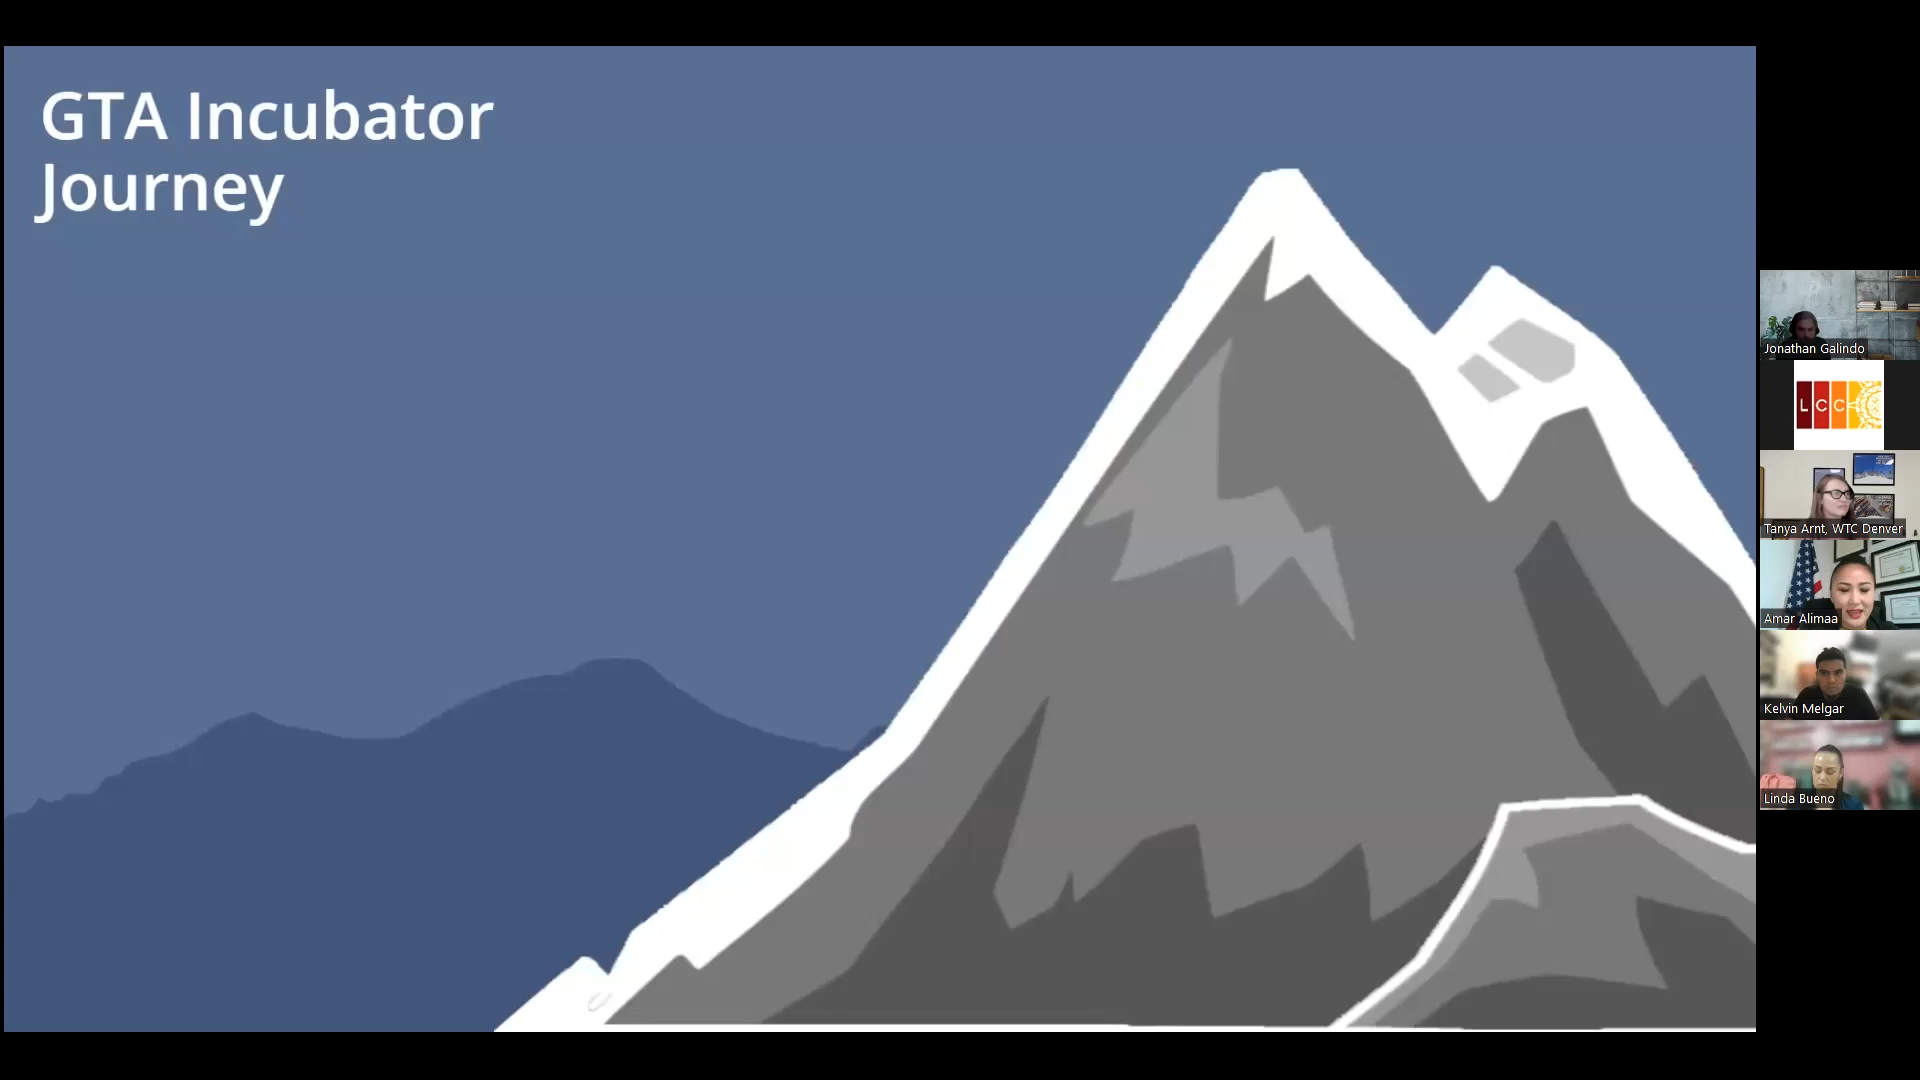 GTA Incubator
Journey
Jonathan Galindo
LCC
Tanya Arnt, WTC Denver
Amar Alimaa
Kelvin Melgar
Linda Bueno